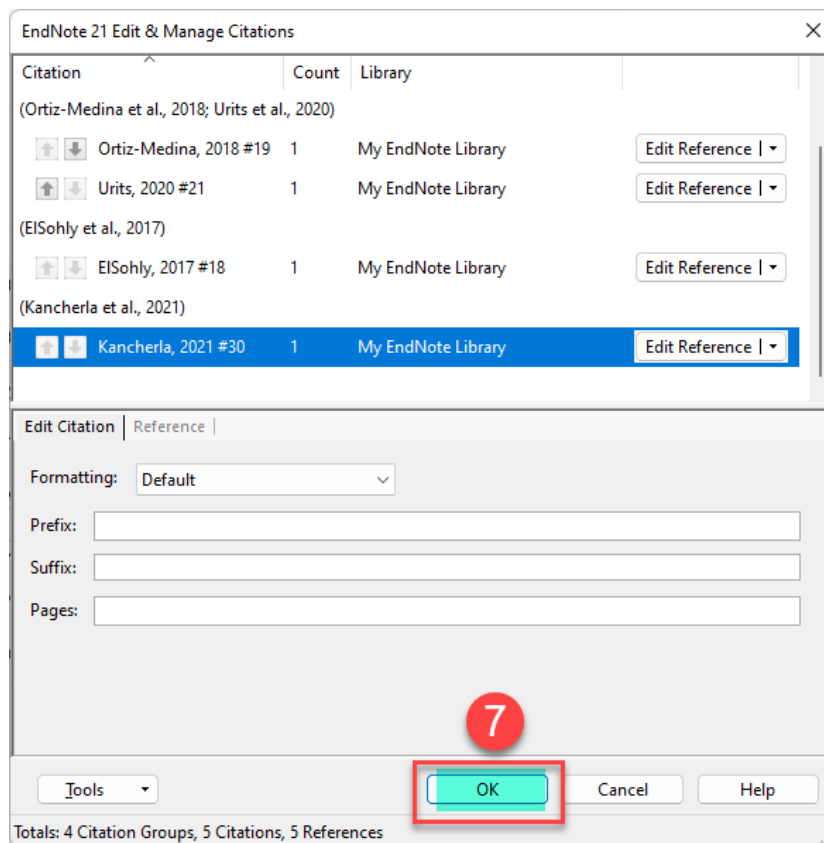 EndNote 21 Edit & Manage Citations
Citation Count Library
(Ortiz-Medina et al., 2018; Urits et al., 2020)
Ortiz-Medina, 2018 #19 1 My EndNote Library Edit Reference
Urits, 2020 #21 1 My EndNote Library Edit Reference
(ElSohly et al., 2017)
ElSohly, 2017 #18 1 My EndNote Library Edit Reference
(Kancherla et al., 2021)
Kancherla, 2021 #30 1 My EndNote Library Edit Reference
Edit Citation Reference
Formatting: Default
Prefix:
Suffix:
Pages:
7
Tools OK Cancel Help
Totals: 4 Citation Groups, 5 Citations, 5 References